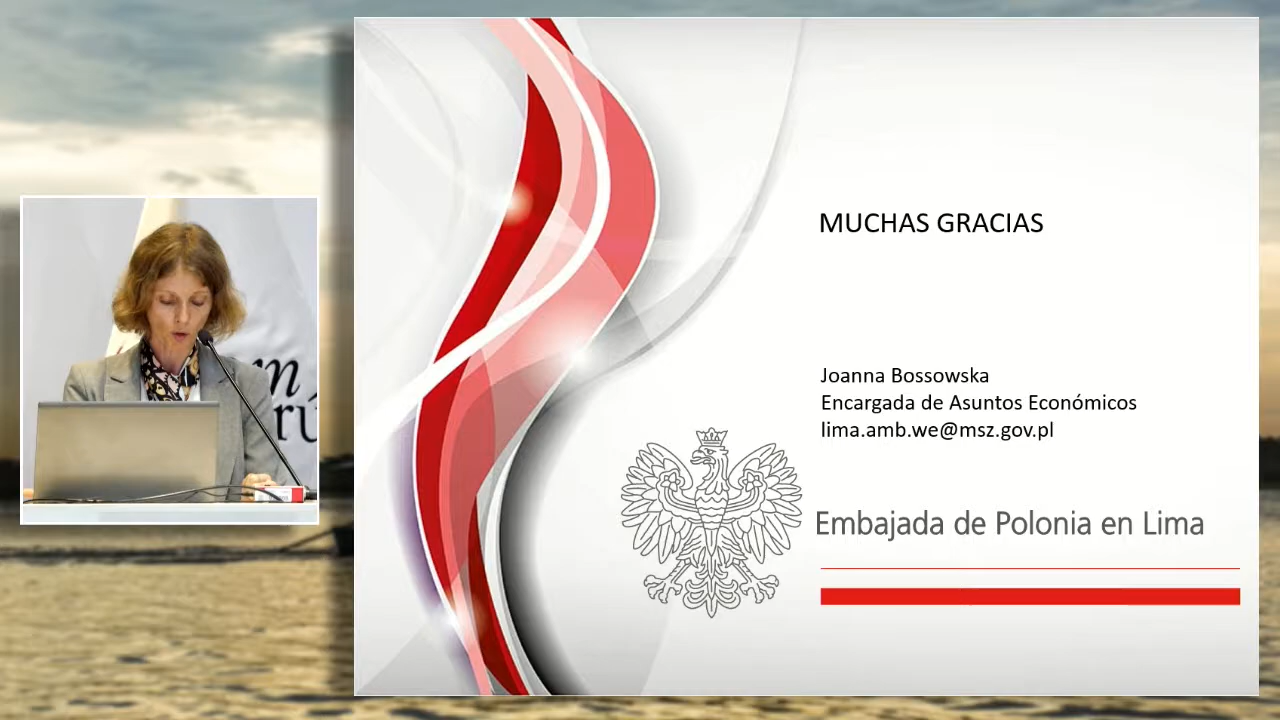 MUCHAS GRACIAS
Joanna Bossowska
Encargada de Asuntos Económicos
lima.amb.we@msz.gov.pl
Embajada de Polonia en Lima